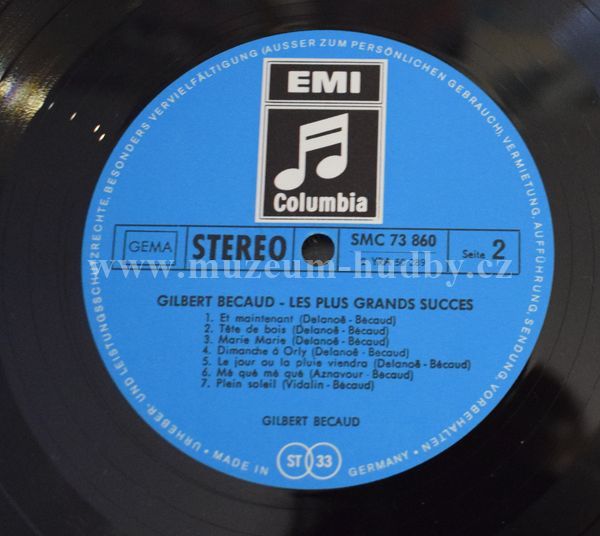 URHEBER- UND LEISTUNGSSCHUTZRECHTE, BESONDERS VERVIELFÄLTIGUNG (AUSSER ZUM PERSÖNLICHEN GEBRAUCH), VERMIETUNG, AUFFÜHRUNG, SENDUNG, VORBEHALTEN
EMI
Columbia
GEMA
STEREO
SMC 73 860
Seite 2
www.muzeum-hudby.cz
GILBERT BECAUD - LES PLUS GRANDS SUCCES
1. Et maintenant (Delanoë - Bécaud)
2. Tête de bois (Delanoë - Bécaud)
3. Marie Marie (Delanoë - Bécaud)
4. Dimanche à Orly (Delanoë - Bécaud)
5. Le jour ou la pluie viendra (Delanoë - Bécaud)
6. Mé qué mé qué (Aznavour - Bécaud)
7. Plein soleil (Vidalin - Bécaud)
GILBERT BECAUD
• MADE IN ST 33 GERMANY •